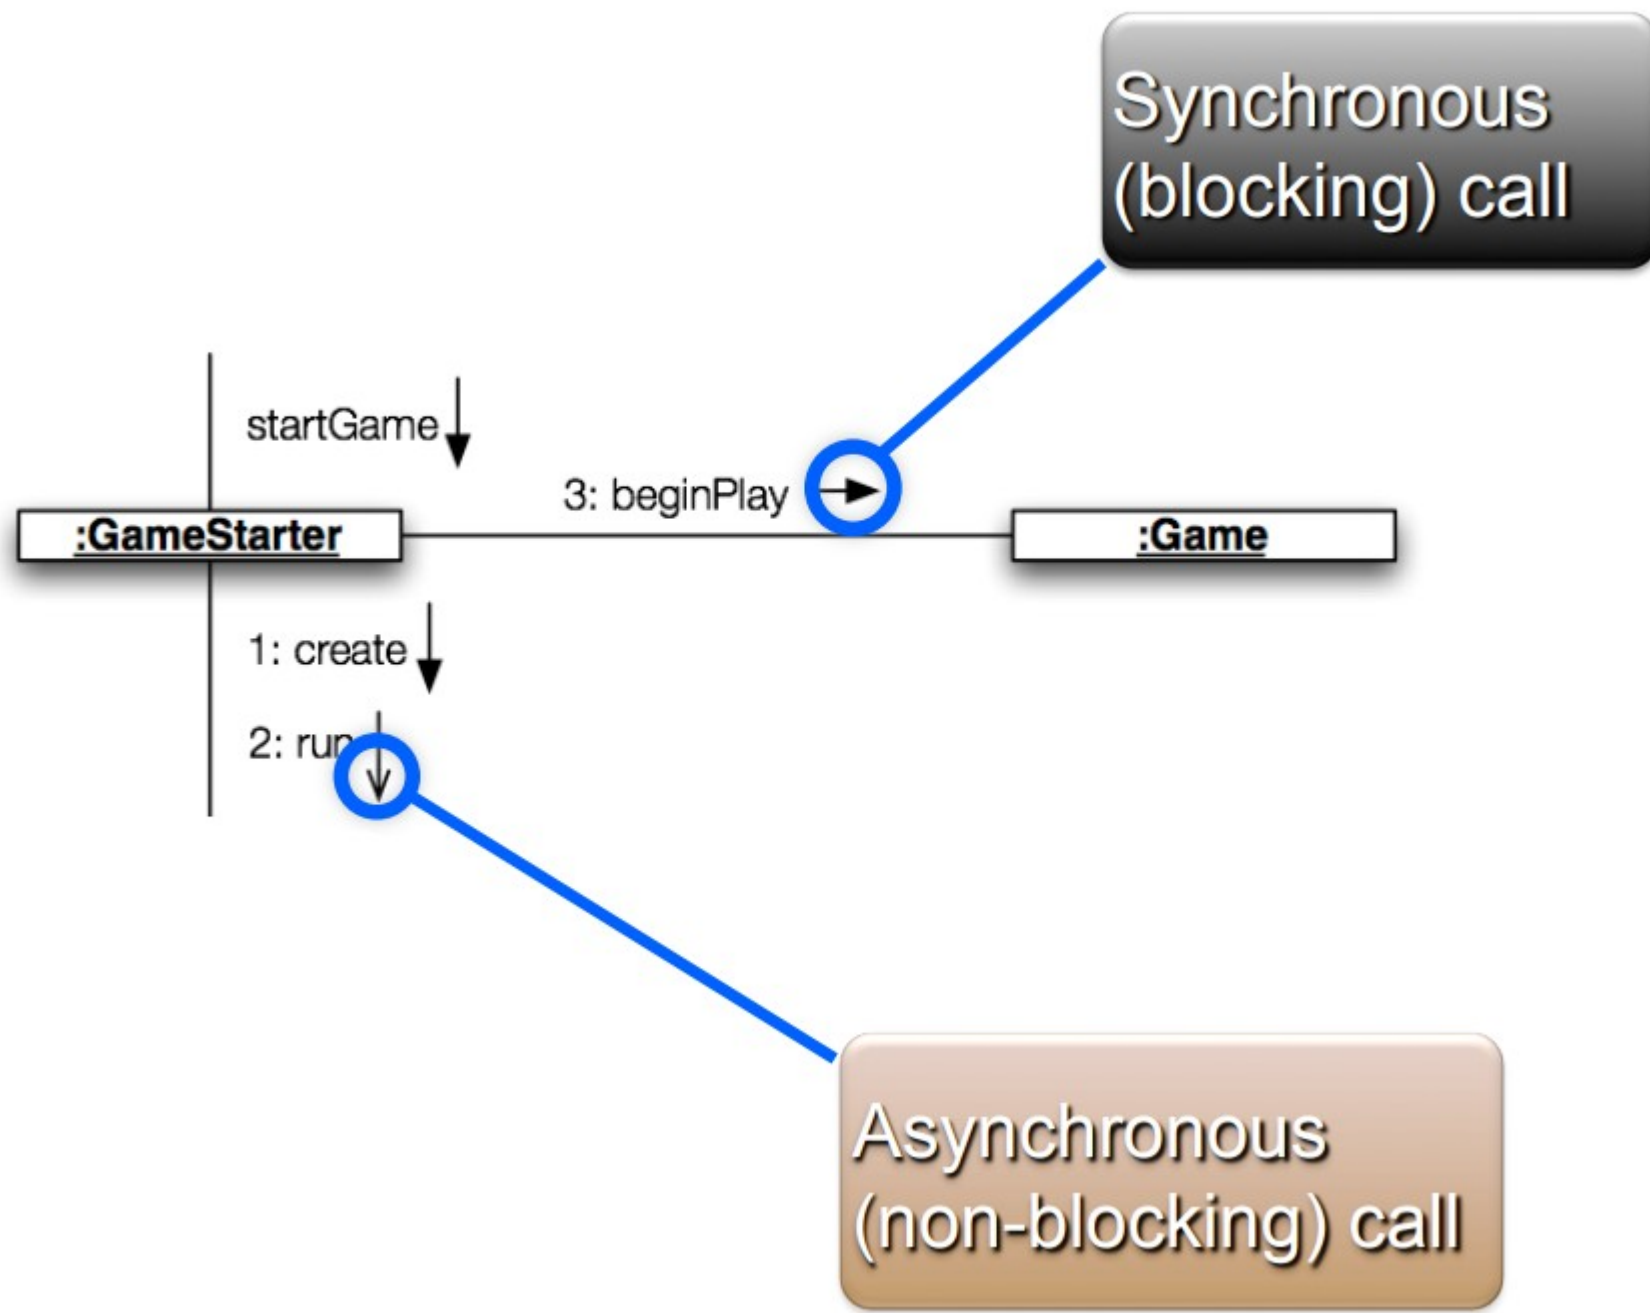 Synchronous
(blocking) call
startGame
3: beginPlay
:GameStarter
:Game
1: create
2: run
Asynchronous
(non-blocking) call